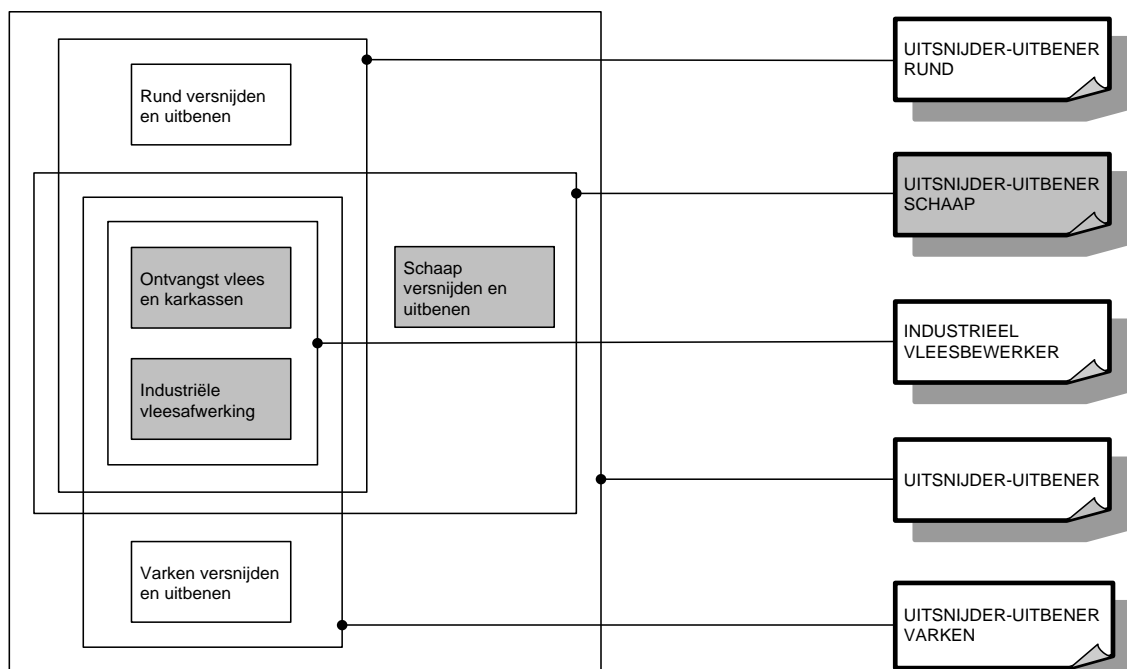 Rund versnijden
en uitbenen
Ontvangst vlees
en karkassen
Industriële
vleesafwerking
Schaap
versnijden en
uitbenen
Varken versnijden
en uitbenen
UITSNIJDER-UITBENER
RUND
UITSNIJDER-UITBENER
SCHAAP
INDUSTRIEEL
VLEESBEWERKER
UITSNIJDER-UITBENER
UITSNIJDER-UITBENER
VARKEN